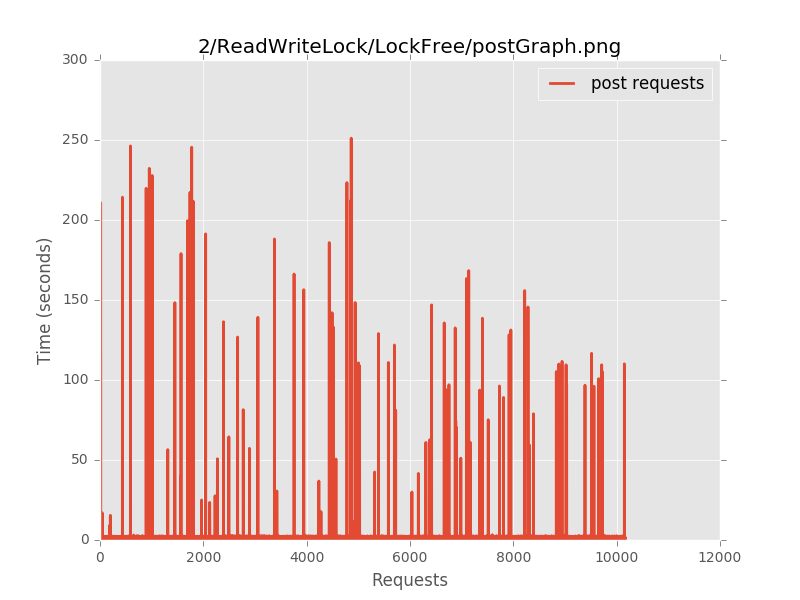 2/ReadWriteLock/LockFree/postGraph.png
post requests
Time (seconds)
300
250
200
150
100
50
0
0 2000 4000 6000 8000 10000 12000
Requests